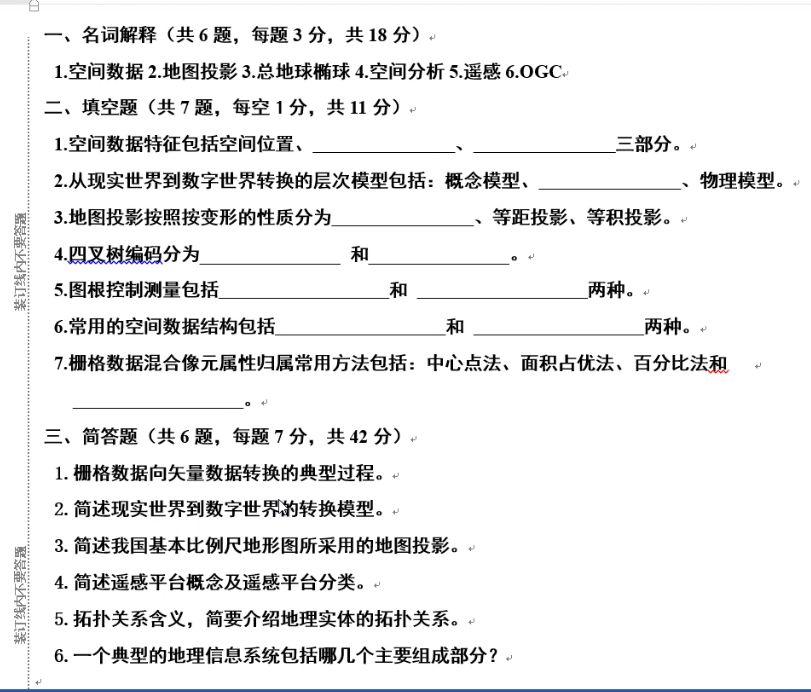 一、名词解释（共 6 题，每题 3 分，共 18 分）
1.空间数据 2.地图投影 3.总地球椭球 4.空间分析 5.遥感 6.OGC
二、填空题（共 7 题，每空 1 分，共 11 分）
1.空间数据特征包括空间位置、_______________、_______________三部分。
2.从现实世界到数字世界转换的层次模型包括：概念模型、_______________、物理模型。
3.地图投影按照按变形的性质分为_______________、等距投影、等积投影。
4.四叉树编码分为_______________ 和_______________。
5.图根控制测量包括__________________和 __________________两种。
6.常用的空间数据结构包括__________________和 __________________两种。
7.栅格数据混合像元属性归属常用方法包括：中心点法、面积占优法、百分比法和
__________________。
三、简答题（共 6 题，每题 7 分，共 42 分）
1. 栅格数据向矢量数据转换的典型过程。
2. 简述现实世界到数字世界的转换模型。
3. 简述我国基本比例尺地形图所采用的地图投影。
4. 简述遥感平台概念及遥感平台分类。
5. 拓扑关系含义，简要介绍地理实体的拓扑关系。
6. 一个典型的地理信息系统包括哪几个主要组成部分？
装订线内不要答题
装订线内不要答题